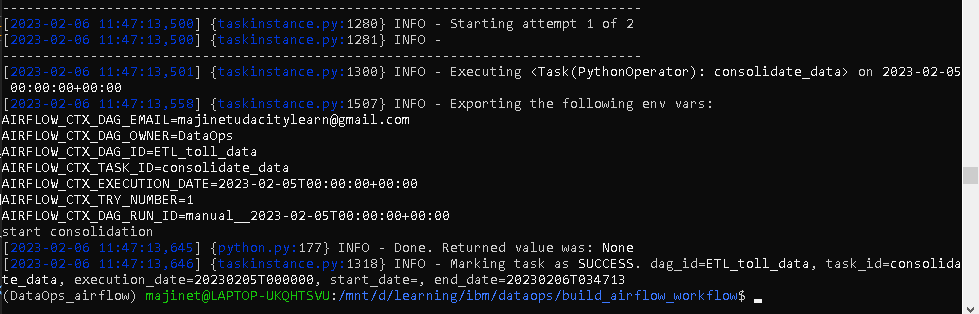 --------------------------------------------------------------------------------
[2023-02-06 11:47:13,500] {taskinstance.py:1280} INFO - Starting attempt 1 of 2
[2023-02-06 11:47:13,500] {taskinstance.py:1281} INFO -
--------------------------------------------------------------------------------
[2023-02-06 11:47:13,501] {taskinstance.py:1300} INFO - Executing <Task(PythonOperator): consolidate_data> on 2023-02-05
 00:00:00+00:00
[2023-02-06 11:47:13,558] {taskinstance.py:1507} INFO - Exporting the following env vars:
AIRFLOW_CTX_DAG_EMAIL=majinetudacitylearn@gmail.com
AIRFLOW_CTX_DAG_OWNER=DataOps
AIRFLOW_CTX_DAG_ID=ETL_toll_data
AIRFLOW_CTX_TASK_ID=consolidate_data
AIRFLOW_CTX_EXECUTION_DATE=2023-02-05T00:00:00+00:00
AIRFLOW_CTX_TRY_NUMBER=1
AIRFLOW_CTX_DAG_RUN_ID=manual__2023-02-05T00:00:00+00:00
start consolidation
[2023-02-06 11:47:13,645] {python.py:177} INFO - Done. Returned value was: None
[2023-02-06 11:47:13,646] {taskinstance.py:1318} INFO - Marking task as SUCCESS. dag_id=ETL_toll_data, task_id=consolida
te_data, execution_date=20230205T000000, start_date=, end_date=20230206T034713
(DataOps_airflow) majinet@LAPTOP-UKQHTSVU:/mnt/d/learning/ibm/dataops/build_airflow_workflow$ _